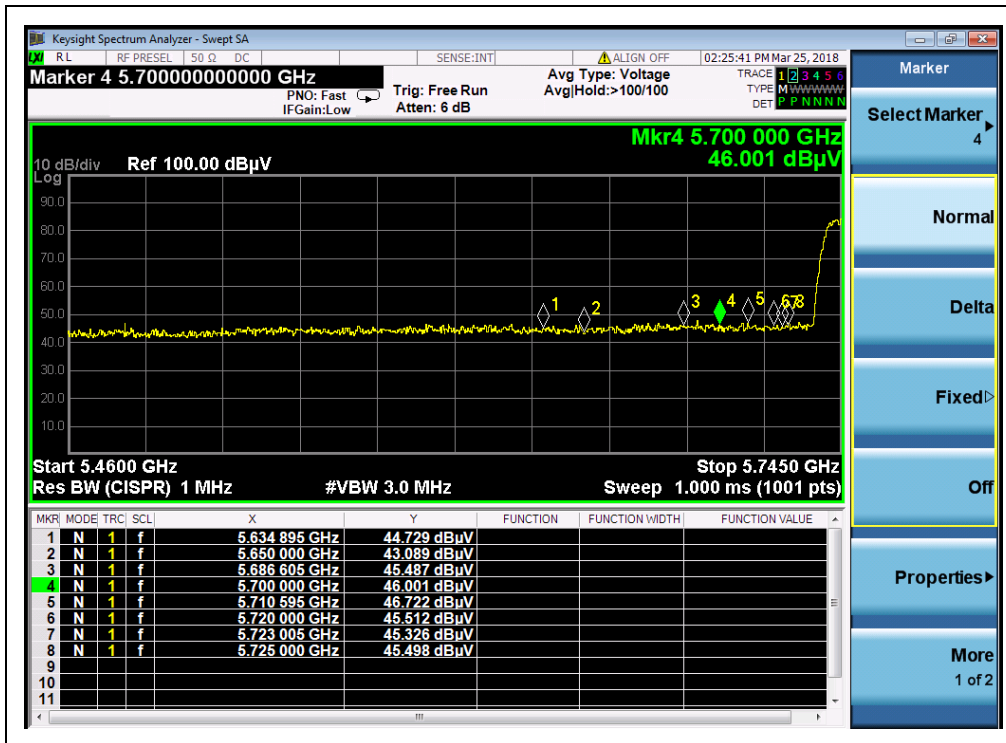 Keysight Spectrum Analyzer - Swept SA
LXI RL RF PRESEL 50 Ω DC SENSE:INT ALIGN OFF 02:25:41 PM Mar 25, 2018
Marker 4 5.700000000000 GHz
PNO: Fast
IFGain:Low
Trig: Free Run
Atten: 6 dB
Avg Type: Voltage
Avg|Hold:>100/100
TRACE 1 2 3 4 5 6
TYPE M W W W W W
DET P P N N N N
Mkr4 5.700 000 GHz
46.001 dBµV
10 dB/div Ref 100.00 dBµV
Log
90.0
80.0
70.0
60.0
50.0
40.0
30.0
20.0
10.0
1 2 3 4 5 6 7 8
Start 5.4600 GHz Stop 5.7450 GHz
Res BW (CISPR) 1 MHz #VBW 3.0 MHz Sweep 1.000 ms (1001 pts)
MKR MODE TRC SCL X Y FUNCTION FUNCTION WIDTH FUNCTION VALUE
1 N 1 f 5.634 895 GHz 44.729 dBµV
2 N 1 f 5.650 000 GHz 43.089 dBµV
3 N 1 f 5.686 605 GHz 45.487 dBµV
4 N 1 f 5.700 000 GHz 46.001 dBµV
5 N 1 f 5.710 595 GHz 46.722 dBµV
6 N 1 f 5.720 000 GHz 45.512 dBµV
7 N 1 f 5.723 005 GHz 45.326 dBµV
8 N 1 f 5.725 000 GHz 45.498 dBµV
9
10
11
Marker
Select Marker
4
Normal
Delta
Fixed
Off
Properties
More
1 of 2